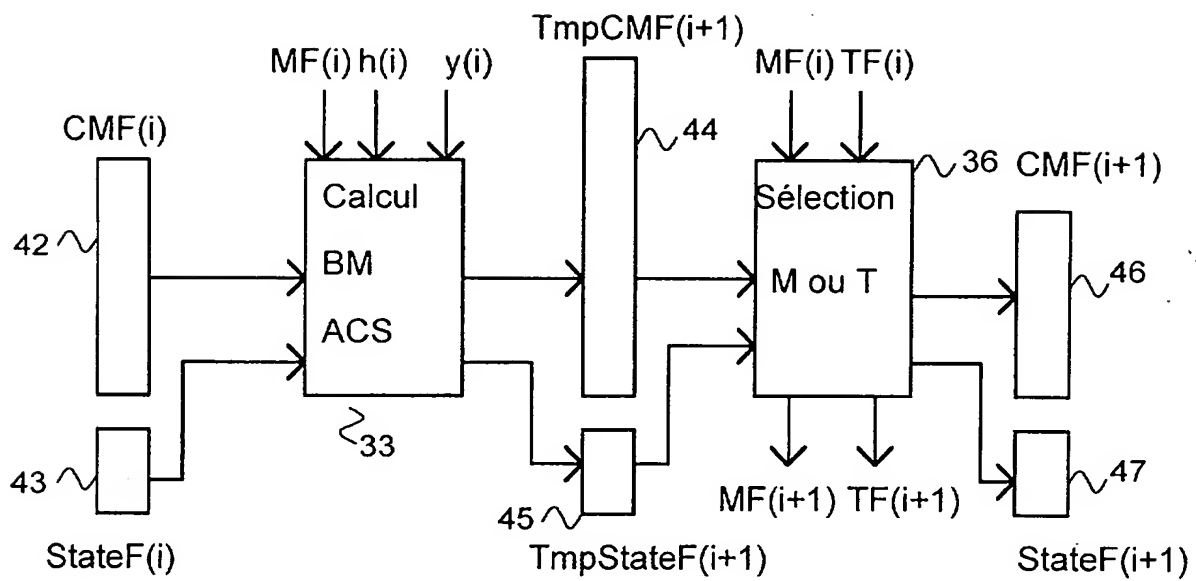 TmpCMF(i+1)
MF(i) h(i) y(i)
MF(i) TF(i)
CMF(i)
44
36
CMF(i+1)
Calcul
BM
ACS
Sélection
M ou T
42
46
33
43
45
47
MF(i+1) TF(i+1)
StateF(i)
TmpStateF(i+1)
StateF(i+1)